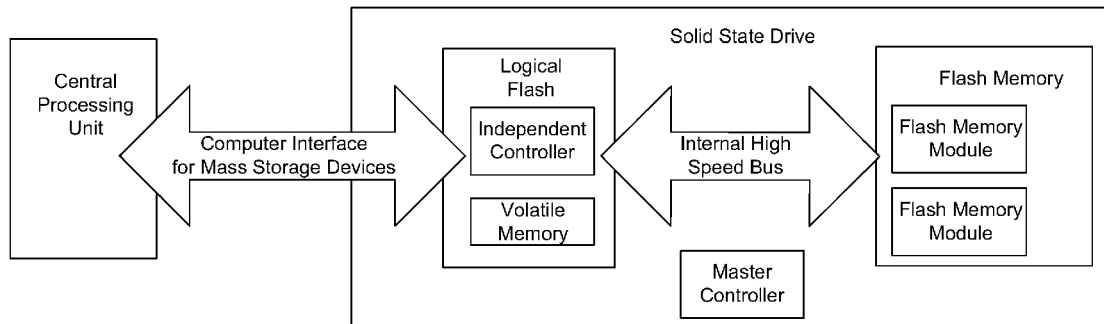 Solid State Drive
Central
Processing
Unit
Computer Interface
for Mass Storage Devices
Logical
Flash
Independent
Controller
Volatile
Memory
Internal High
Speed Bus
Master
Controller
Flash Memory
Flash Memory
Module
Flash Memory
Module